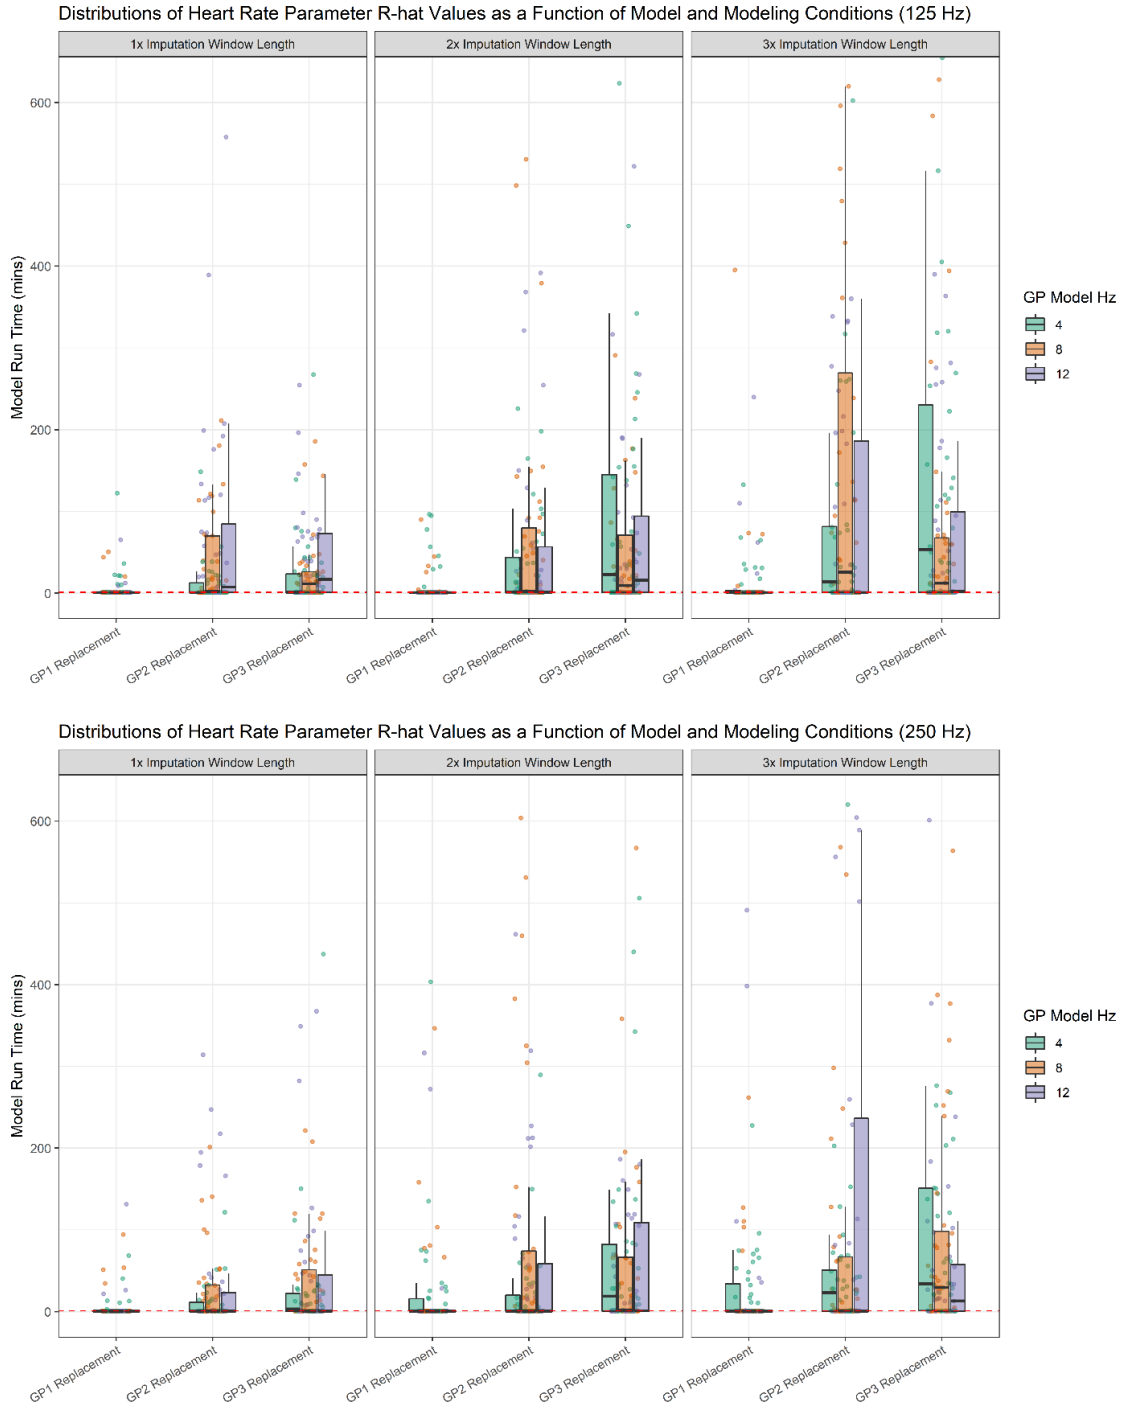 Distributions of Heart Rate Parameter R-hat Values as a Function of Model and Modeling Conditions (125 Hz)
1x Imputation Window Length
2x Imputation Window Length
3x Imputation Window Length
Model Run Time (mins)
600
400
200
0
GP1 Replacement
GP2 Replacement
GP3 Replacement
GP1 Replacement
GP2 Replacement
GP3 Replacement
GP1 Replacement
GP2 Replacement
GP3 Replacement
GP Model Hz
4
8
12
Distributions of Heart Rate Parameter R-hat Values as a Function of Model and Modeling Conditions (250 Hz)
1x Imputation Window Length
2x Imputation Window Length
3x Imputation Window Length
Model Run Time (mins)
600
400
200
0
GP1 Replacement
GP2 Replacement
GP3 Replacement
GP1 Replacement
GP2 Replacement
GP3 Replacement
GP1 Replacement
GP2 Replacement
GP3 Replacement
GP Model Hz
4
8
12